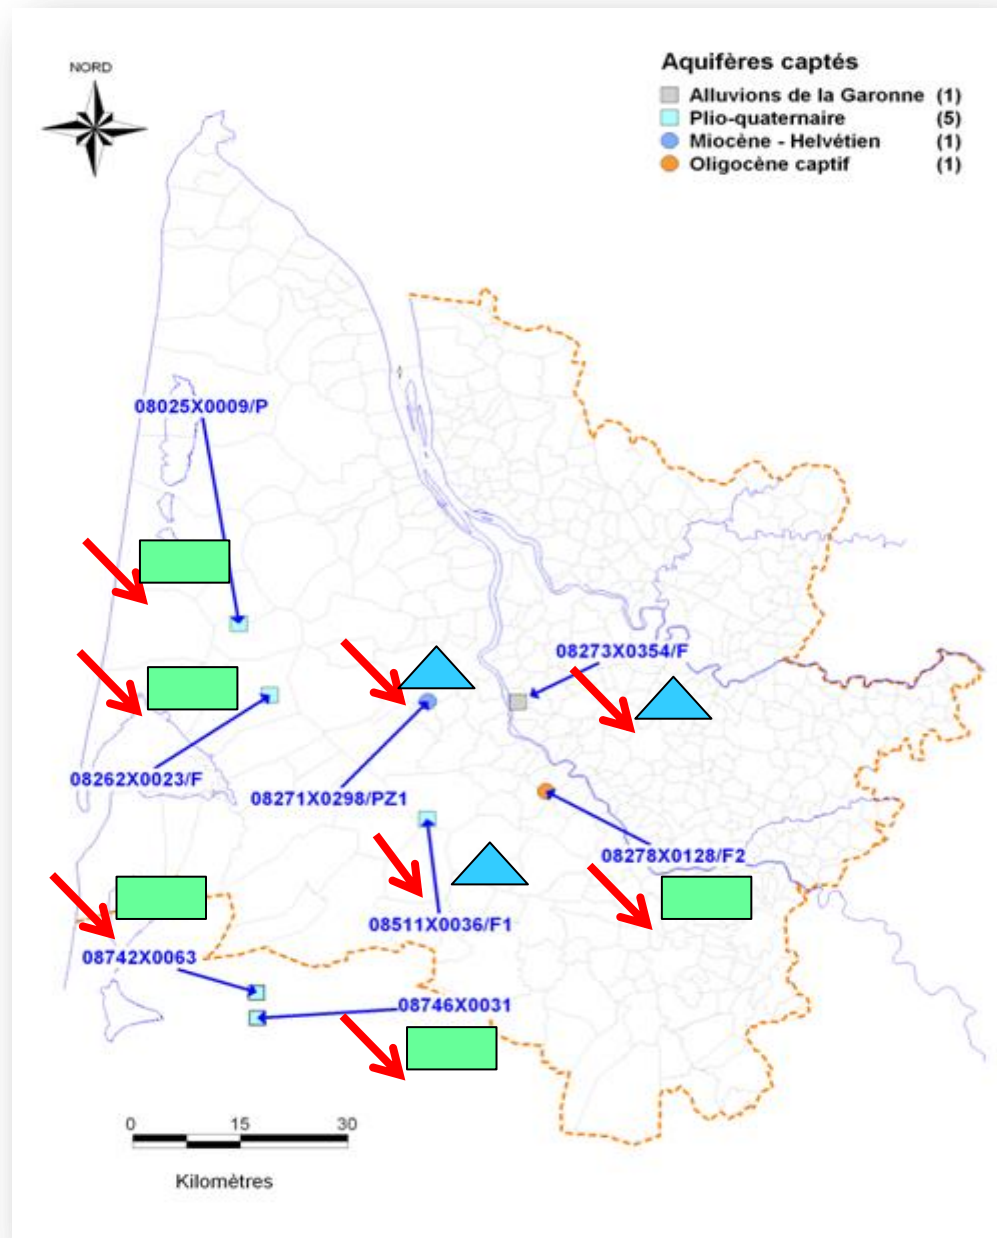 NORD
Aquifères captés
Alluvions de la Garonne (1)
Plio-quaternaire (5)
Miocène - Helvétien (1)
Oligocène captif (1)
08025X0009/P
08273X0354/F
08262X0023/F
08271X0298/PZ1
08278X0128/F2
08511X0036/F1
08742X0063
08746X0031
0 15 30
Kilomètres